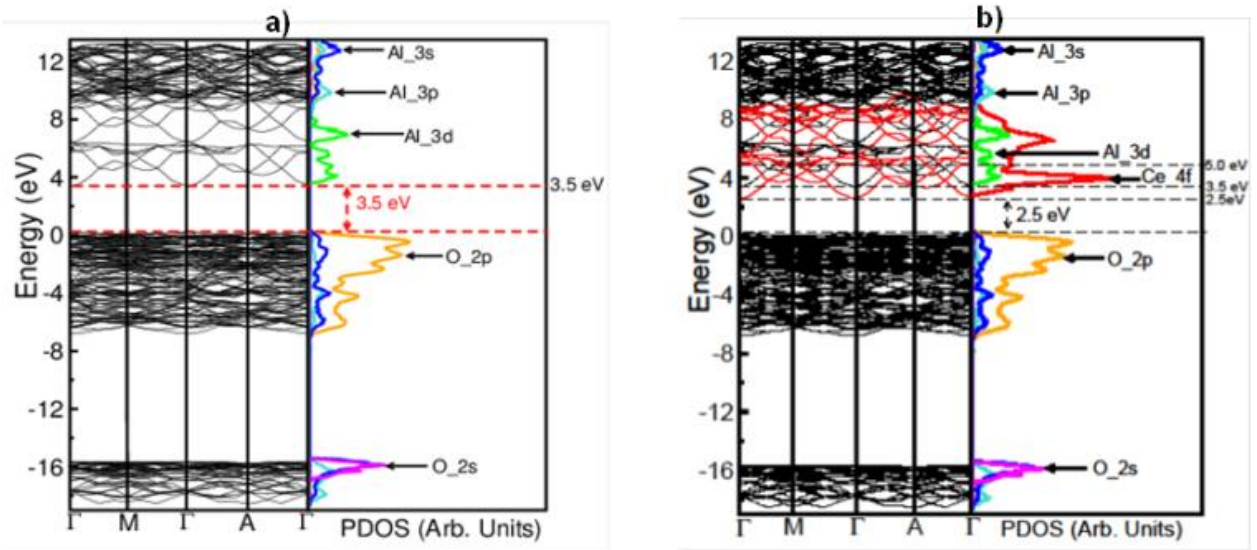 a)
Energy (eV)
12
8
4
0
-4
-8
-12
-16
Al_3s
Al_3p
Al_3d
3.5 eV
3.5 eV
O_2p
O_2s
Γ M Γ A Γ
PDOS (Arb. Units)
b)
Energy (eV)
12
8
4
0
-4
-8
-12
-16
Al_3s
Al_3p
Al_3d
5.0 eV
Ce_4f
3.5 eV
2.5eV
2.5 eV
O_2p
O_2s
Γ M Γ A Γ
PDOS (Arb. Units)